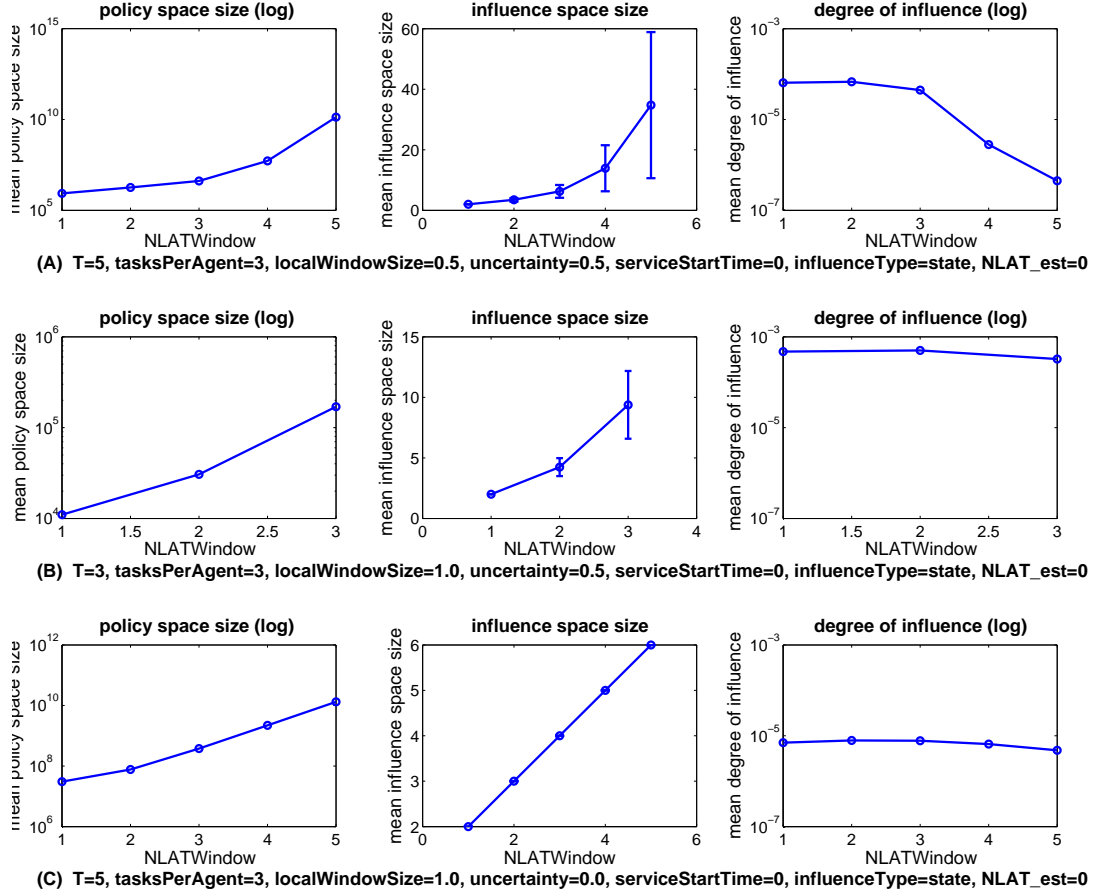 policy space size (log)
influence space size
degree of influence (log)
mean policy space size
10^15
10^10
10^5
1 2 3 4 5
NLATWindow
mean influence space size
60
40
20
0
0 2 4 6
NLATWindow
mean degree of influence
10^−3
10^−5
10^−7
1 2 3 4 5
NLATWindow
(A) T=5, tasksPerAgent=3, localWindowSize=0.5, uncertainty=0.5, serviceStartTime=0, influenceType=state, NLAT_est=0
policy space size (log)
influence space size
degree of influence (log)
mean policy space size
10^6
10^5
10^4
1 1.5 2 2.5 3
NLATWindow
mean influence space size
15
10
5
0
0 1 2 3 4
NLATWindow
mean degree of influence
10^−3
10^−5
10^−7
1 1.5 2 2.5 3
NLATWindow
(B) T=3, tasksPerAgent=3, localWindowSize=1.0, uncertainty=0.5, serviceStartTime=0, influenceType=state, NLAT_est=0
policy space size (log)
influence space size
degree of influence (log)
mean policy space size
10^12
10^10
10^8
10^6
1 2 3 4 5
NLATWindow
mean influence space size
6
5
4
3
2
0 2 4 6
NLATWindow
mean degree of influence
10^−3
10^−5
10^−7
1 2 3 4 5
NLATWindow
(C) T=5, tasksPerAgent=3, localWindowSize=1.0, uncertainty=0.0, serviceStartTime=0, influenceType=state, NLAT_est=0